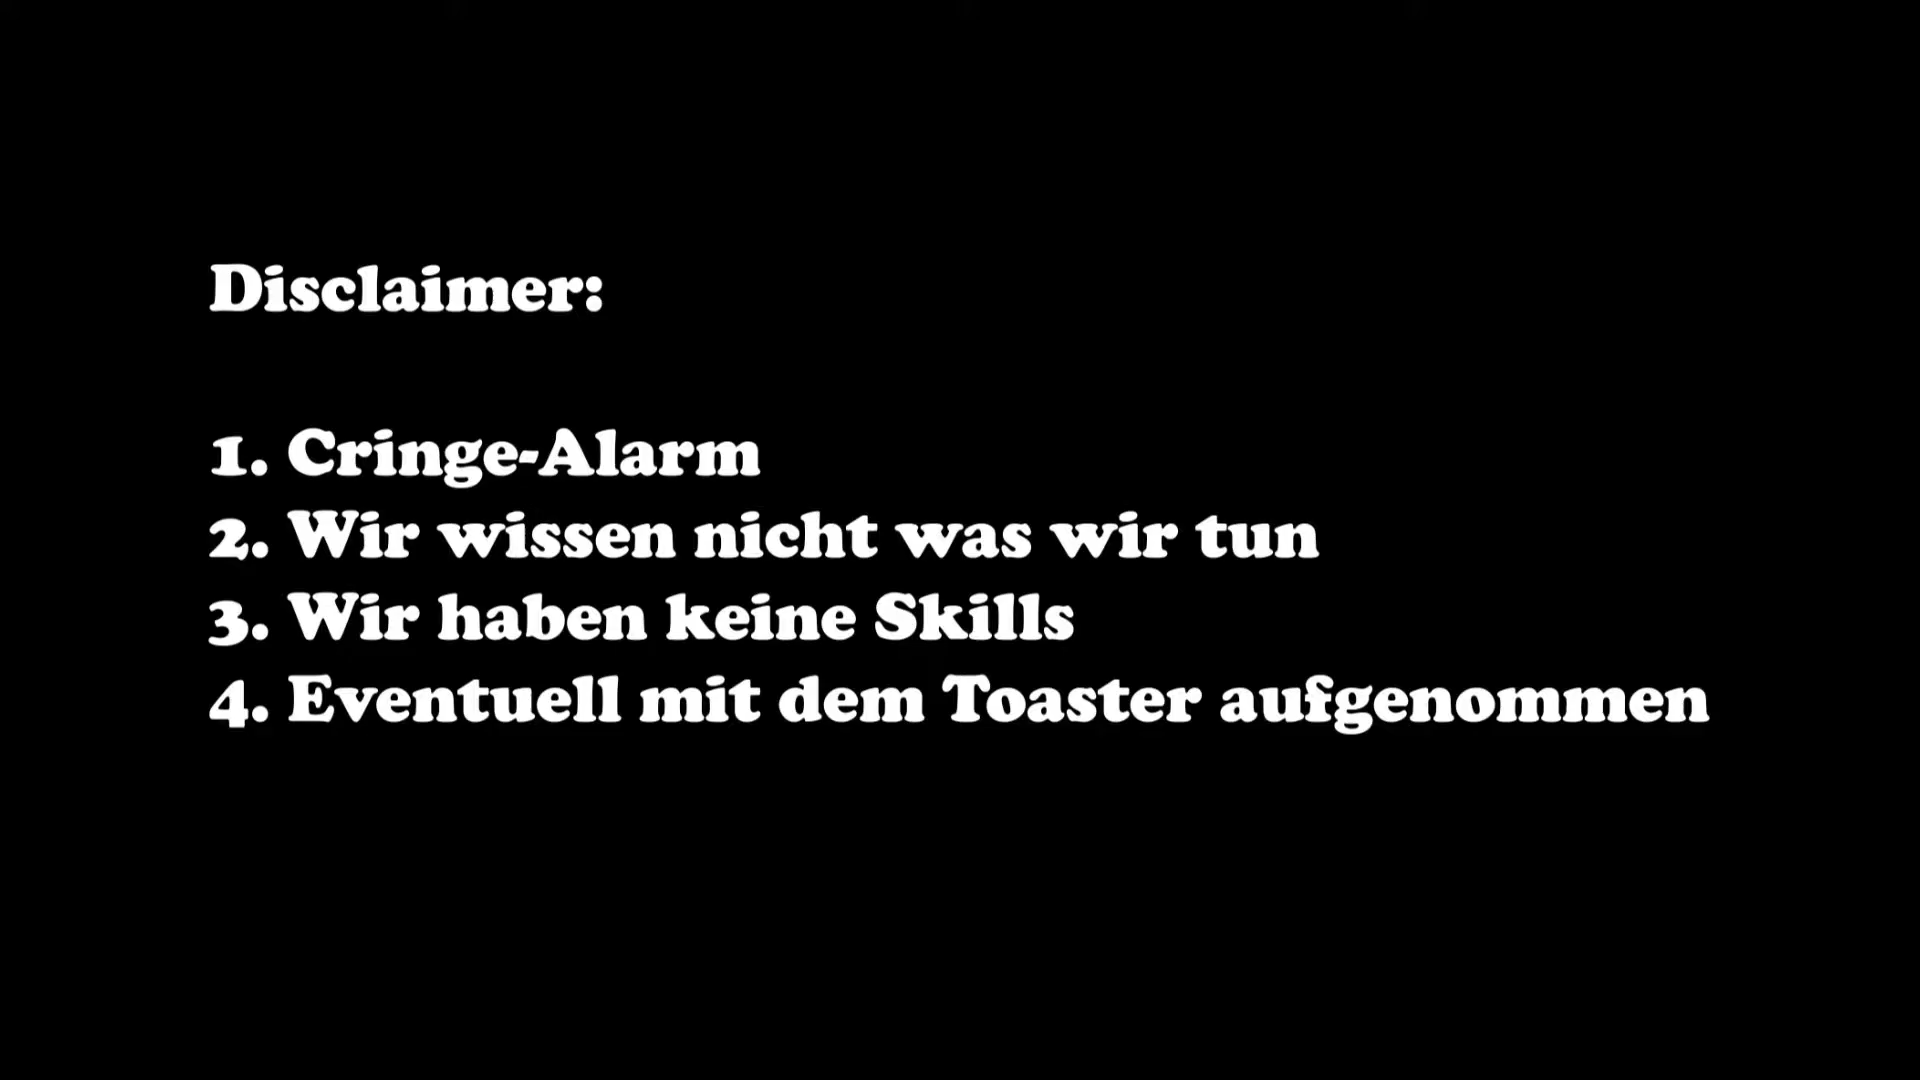 Disclaimer:
1. Cringe-Alarm
2. Wir wissen nicht was wir tun
3. Wir haben keine Skills
4. Eventuell mit dem Toaster aufgenommen